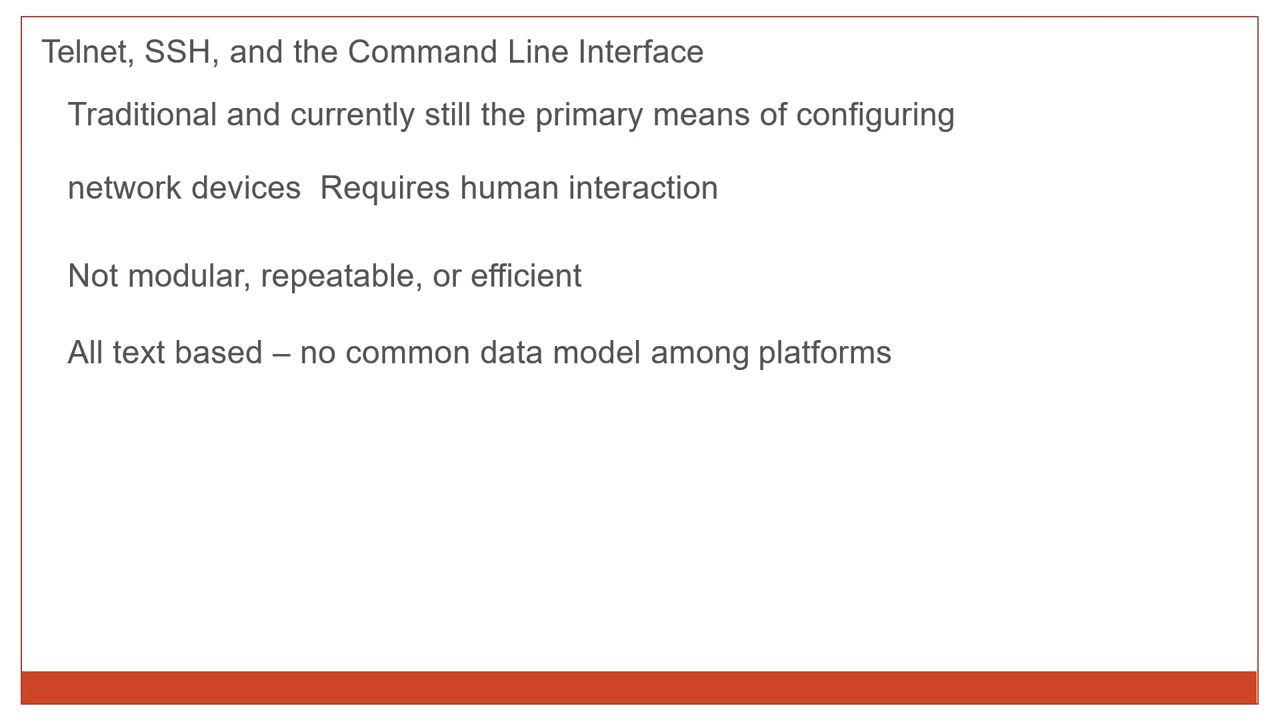 Telnet, SSH, and the Command Line Interface
Traditional and currently still the primary means of configuring
network devices  Requires human interaction
Not modular, repeatable, or efficient
All text based – no common data model among platforms